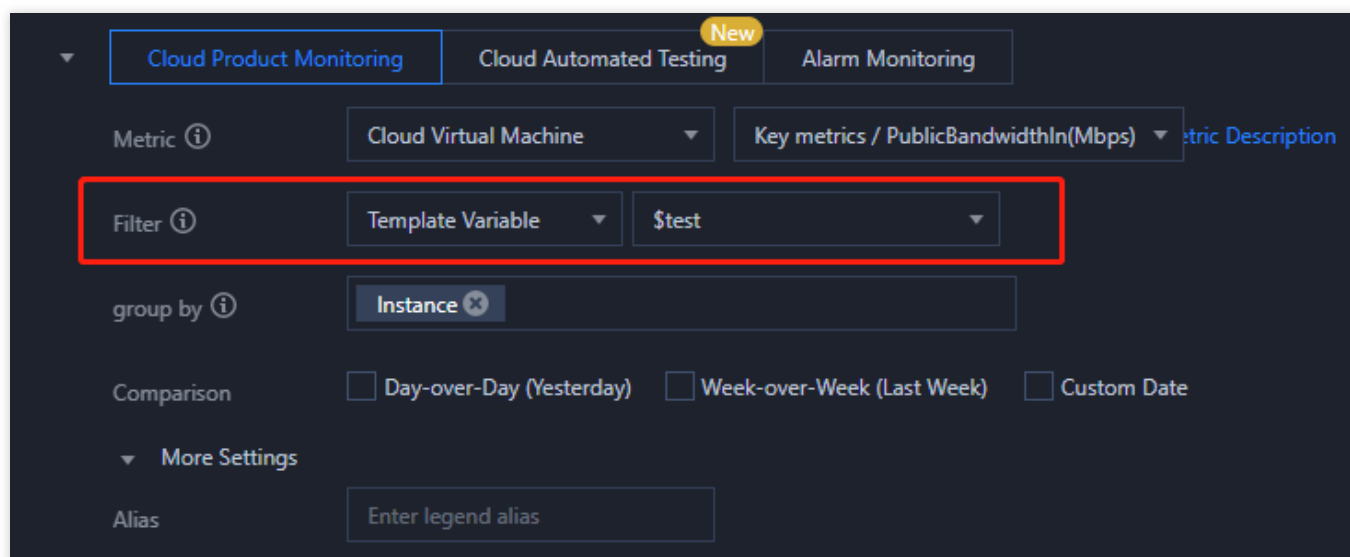 New
Cloud Product Monitoring Cloud Automated Testing Alarm Monitoring
Metric Cloud Virtual Machine Key metrics / PublicBandwidthIn(Mbps) etric Description
Filter Template Variable $test
group by Instance
Comparison Day-over-Day (Yesterday) Week-over-Week (Last Week) Custom Date
More Settings
Alias Enter legend alias